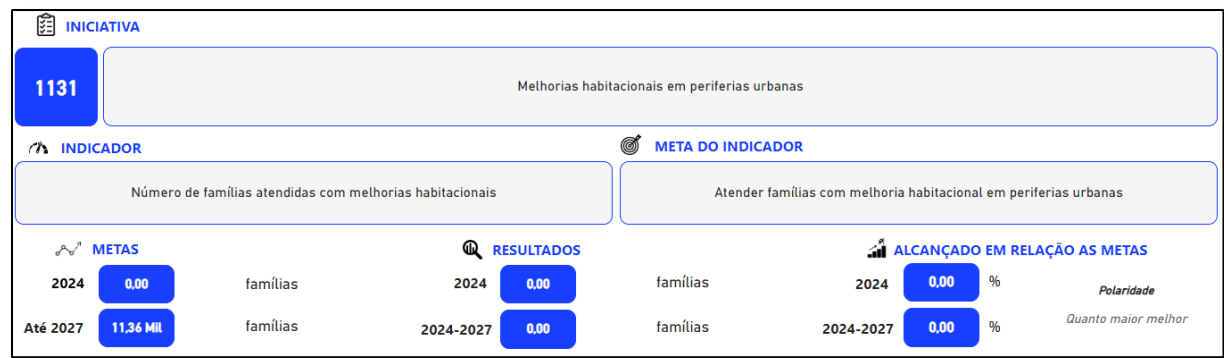 INICIATIVA
1131
Melhorias habitacionais em periferias urbanas
INDICADOR
META DO INDICADOR
Número de famílias atendidas com melhorias habitacionais
Atender famílias com melhoria habitacional em periferias urbanas
METAS
RESULTADOS
ALCANÇADO EM RELAÇÃO AS METAS
2024 0,00 famílias 2024 0,00 famílias 2024 0,00 % Polaridade
Até 2027 11,36 Mil famílias 2024-2027 0,00 famílias 2024-2027 0,00 % Quanto maior melhor